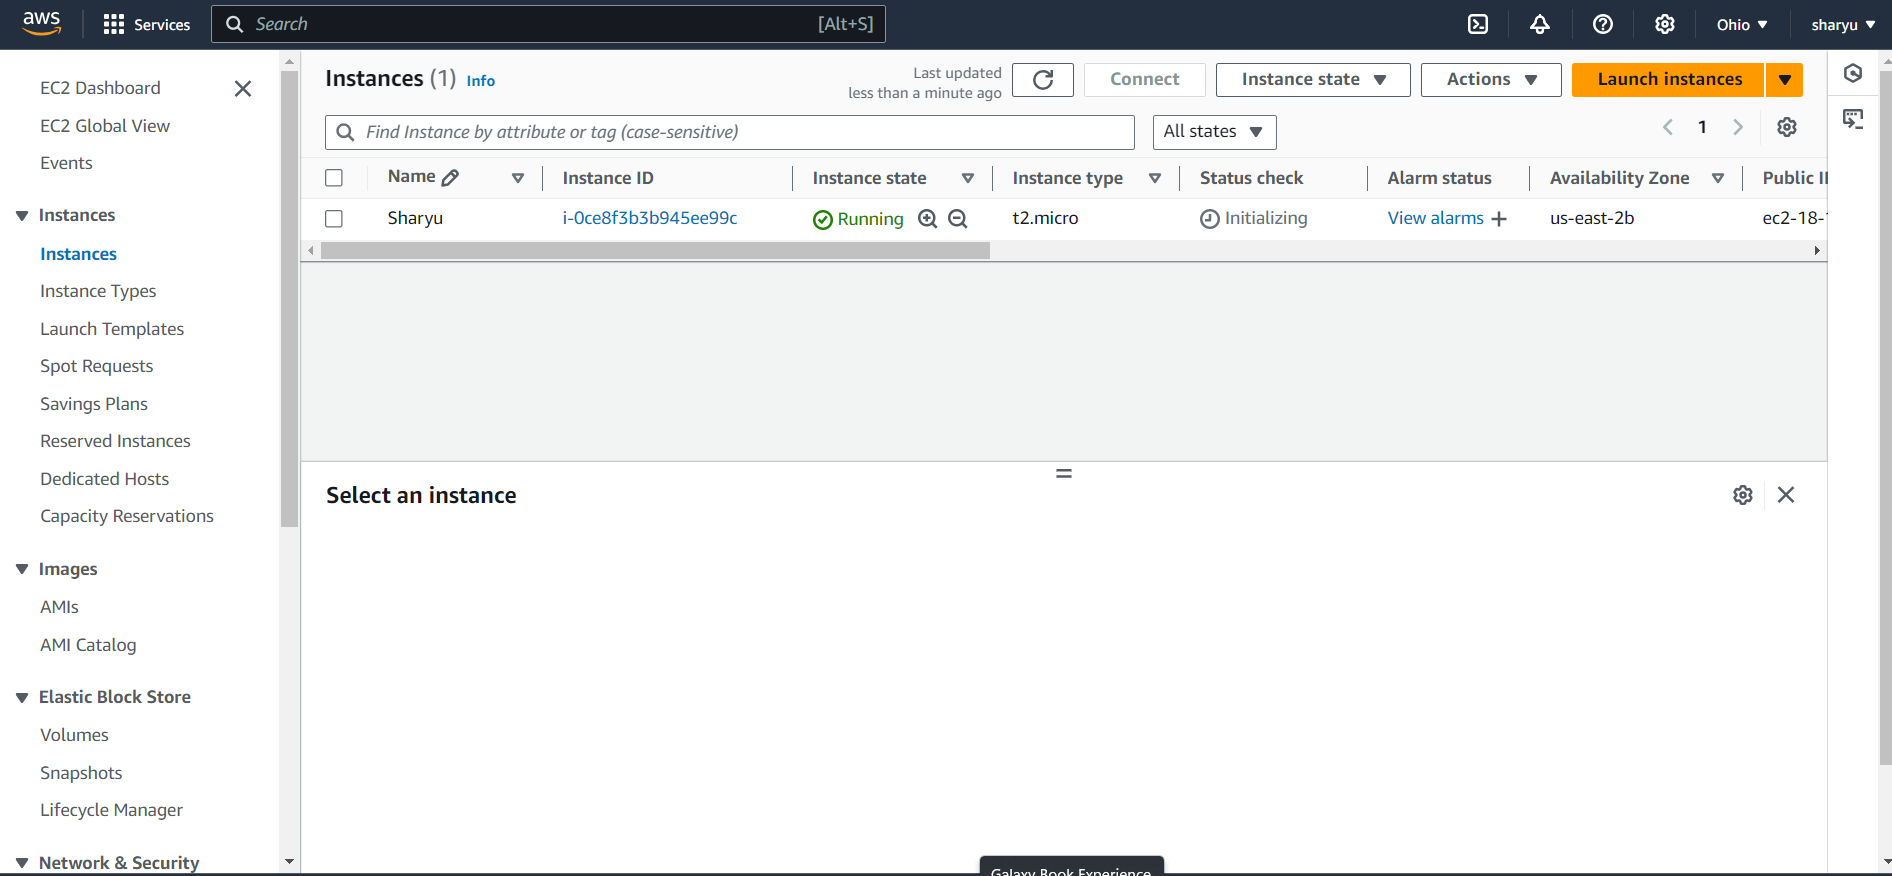 aws
Services
Search
[Alt+S]
Ohio
sharyu
EC2 Dashboard
EC2 Global View
Events
Instances
Instances
Instance Types
Launch Templates
Spot Requests
Savings Plans
Reserved Instances
Dedicated Hosts
Capacity Reservations
Images
AMIs
AMI Catalog
Elastic Block Store
Volumes
Snapshots
Lifecycle Manager
Network & Security
Instances (1) Info
Last updated
less than a minute ago
Connect
Instance state
Actions
Launch instances
Find Instance by attribute or tag (case-sensitive)
All states
1
Name Instance ID Instance state Instance type Status check Alarm status Availability Zone Public
Sharyu i-0ce8f3b3b945ee99c Running t2.micro Initializing View alarms + us-east-2b ec2-18-
Select an instance
Galaxy Book Experience